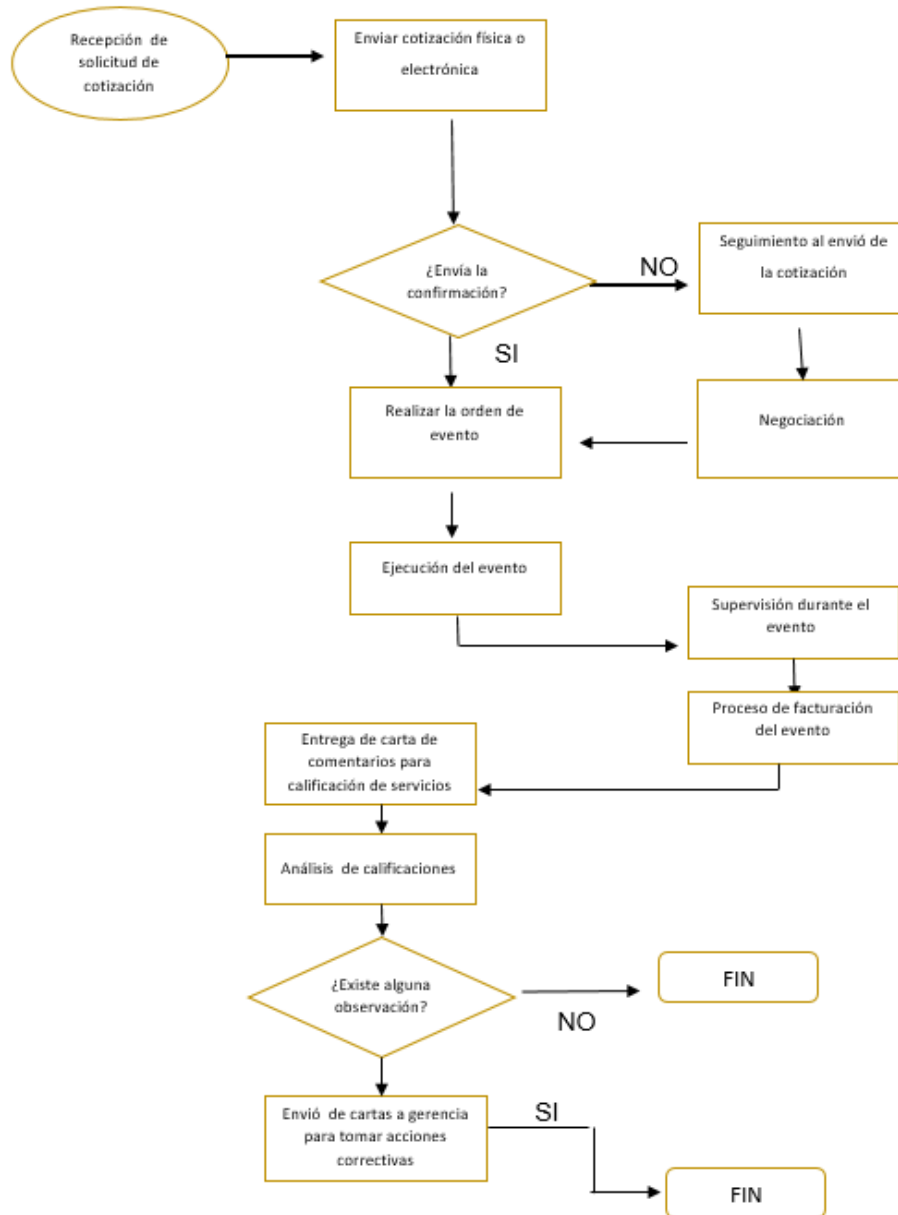 Recepción de
solicitud de
cotización
Enviar cotización física o
electrónica
¿Envía la
confirmación?
NO
Seguimiento al envió de
la cotización
SI
Realizar la orden de
evento
Negociación
Ejecución del evento
Supervisión durante el
evento
Proceso de facturación
del evento
Entrega de carta de
comentarios para
calificación de servicios
Análisis de calificaciones
¿Existe alguna
observación?
NO
FIN
Envió de cartas a gerencia
para tomar acciones
correctivas
SI
FIN